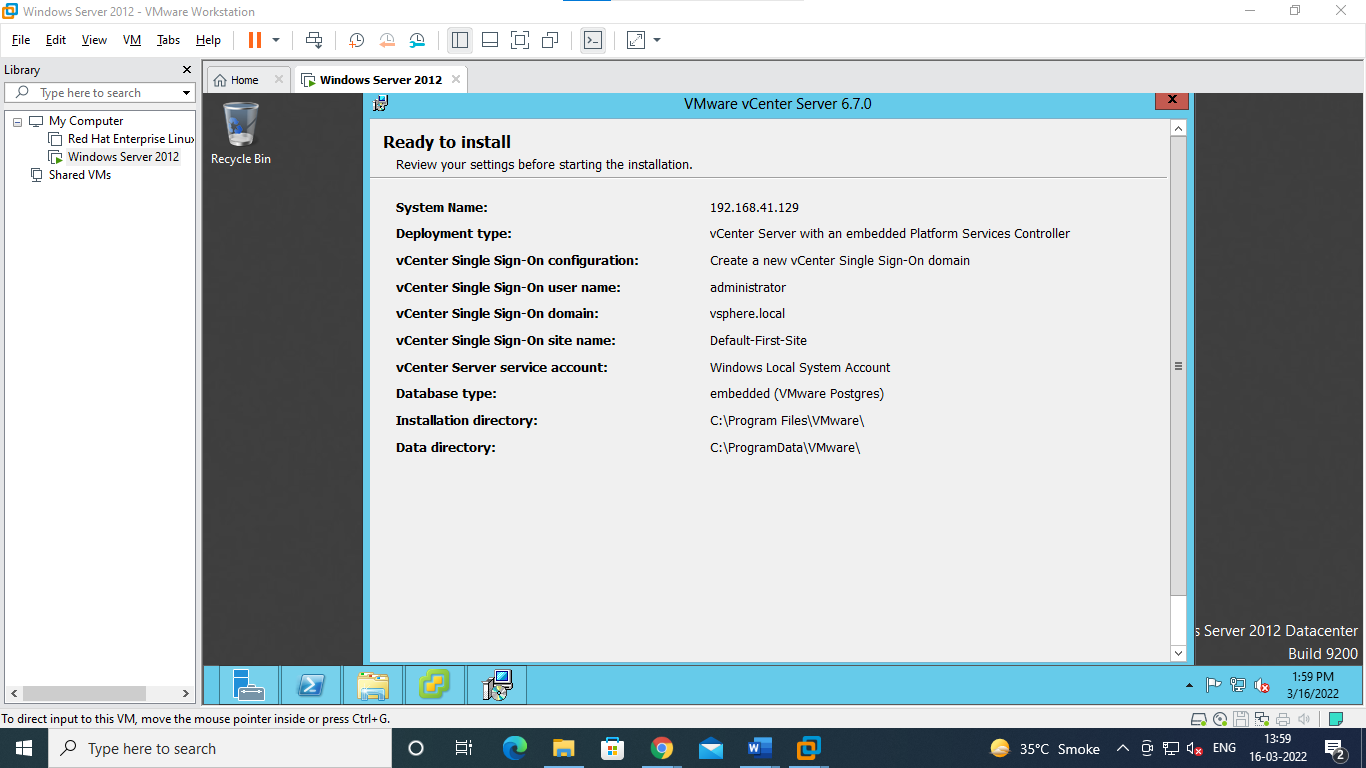 Windows Server 2012 - VMware Workstation
File Edit View VM Tabs Help
Library
Type here to search
My Computer
Red Hat Enterprise Linux
Windows Server 2012
Shared VMs
Home
Windows Server 2012
Recycle Bin
VMware vCenter Server 6.7.0
Ready to install
Review your settings before starting the installation.
System Name: 192.168.41.129
Deployment type: vCenter Server with an embedded Platform Services Controller
vCenter Single Sign-On configuration: Create a new vCenter Single Sign-On domain
vCenter Single Sign-On user name: administrator
vCenter Single Sign-On domain: vsphere.local
vCenter Single Sign-On site name: Default-First-Site
vCenter Server service account: Windows Local System Account
Database type: embedded (VMware Postgres)
Installation directory: C:\Program Files\VMware\
Data directory: C:\ProgramData\VMware\
s Server 2012 Datacenter
Build 9200
1:59 PM
3/16/2022
To direct input to this VM, move the mouse pointer inside or press Ctrl+G.
Type here to search
35°C Smoke
ENG
13:59
16-03-2022
2